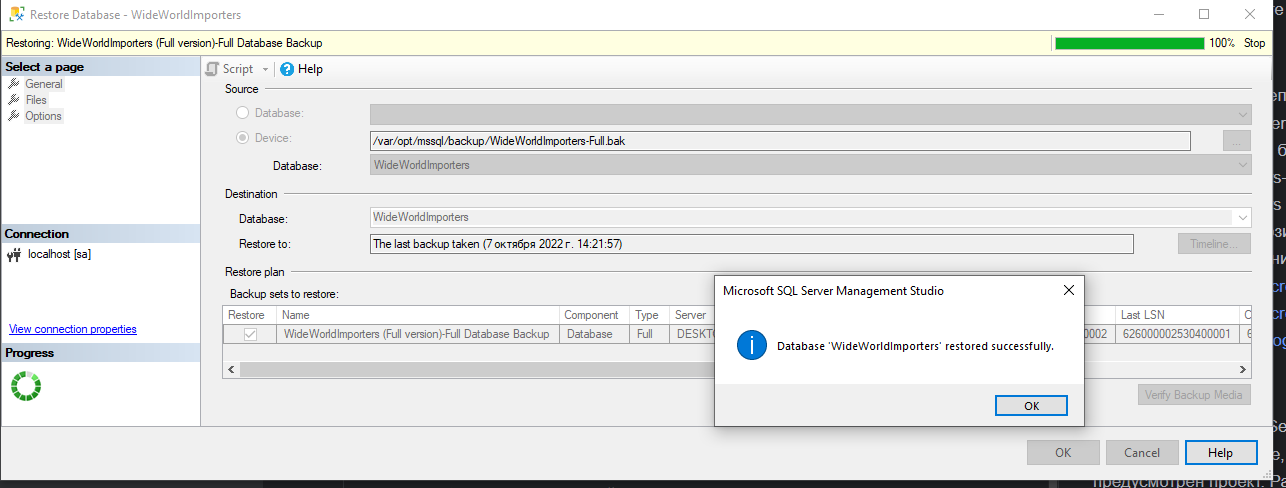 Restore Database - WideWorldImporters
Restoring: WideWorldImporters (Full version)-Full Database Backup
100%
Stop
Select a page
General
Files
Options
Script
Help
Source
Database:
Device:
/var/opt/mssql/backup/WideWorldImporters-Full.bak
...
Database:
WideWorldImporters
Destination
Database:
WideWorldImporters
Restore to:
The last backup taken (7 октября 2022 г. 14:21:57)
Timeline...
Restore plan
Backup sets to restore:
Restore Name Component Type Server Last LSN
WideWorldImporters (Full version)-Full Database Backup Database Full DESKT 0002 626000002530400001
Verify Backup Media
Connection
localhost [sa]
View connection properties
Progress
Microsoft SQL Server Management Studio
Database 'WideWorldImporters' restored successfully.
OK
OK
Cancel
Help
предусмотрен проект. Ра